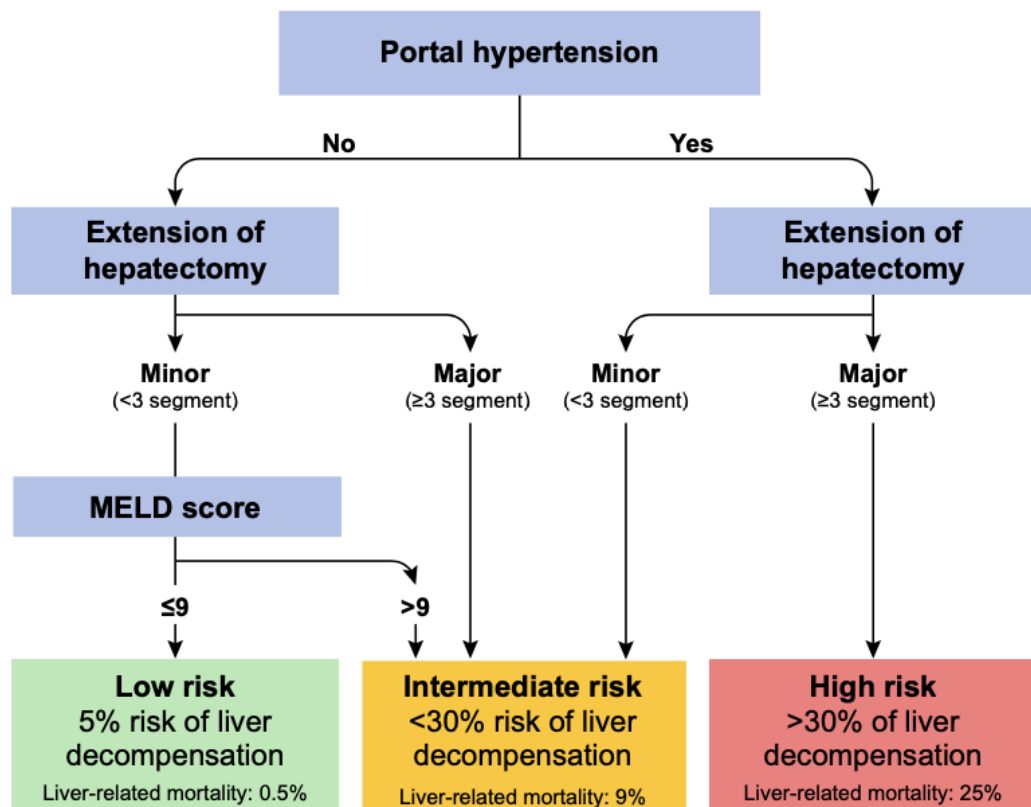 Portal hypertension
No
Yes
Extension of
hepatectomy
Extension of
hepatectomy
Minor
(<3 segment)
Major
(≥3 segment)
Minor
(<3 segment)
Major
(≥3 segment)
MELD score
≤9
>9
Low risk
5% risk of liver
decompensation
Liver-related mortality: 0.5%
Intermediate risk
<30% risk of liver
decompensation
Liver-related mortality: 9%
High risk
>30% of liver
decompensation
Liver-related mortality: 25%